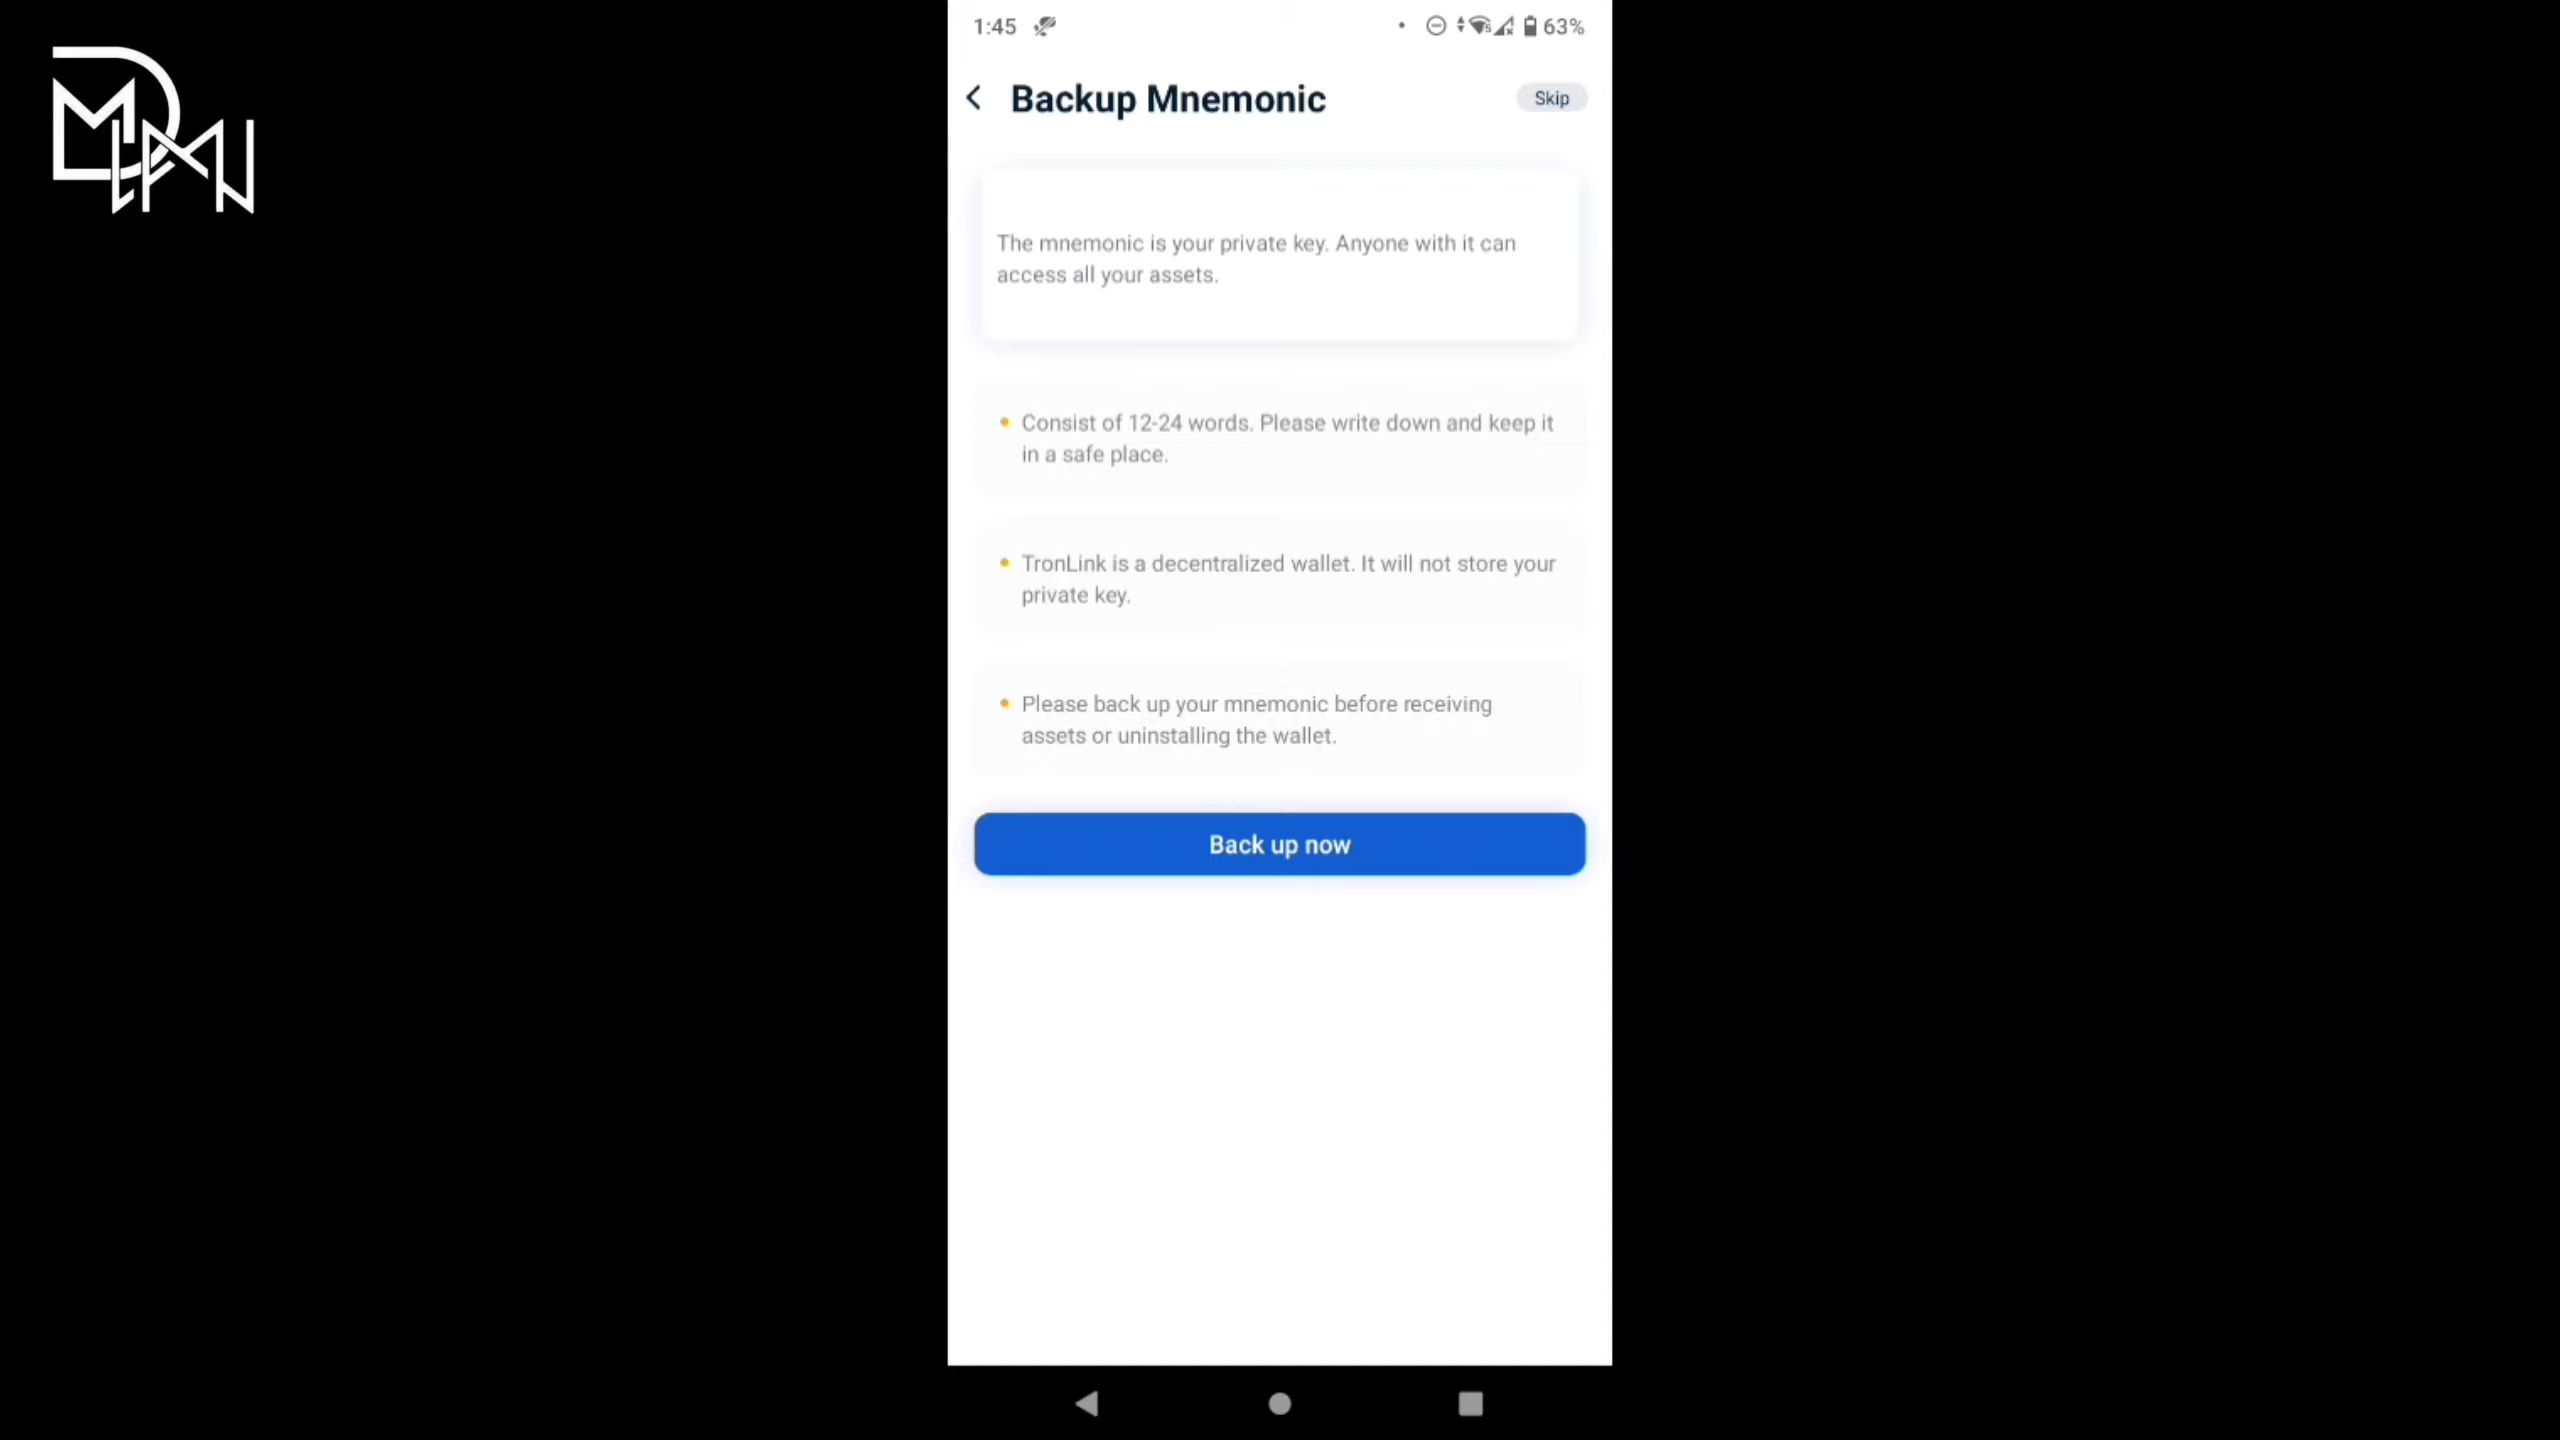 1:45
63%
Backup Mnemonic
Skip
The mnemonic is your private key. Anyone with it can
access all your assets.
Consist of 12-24 words. Please write down and keep it
in a safe place.
TronLink is a decentralized wallet. It will not store your
private key.
Please back up your mnemonic before receiving
assets or uninstalling the wallet.
Back up now